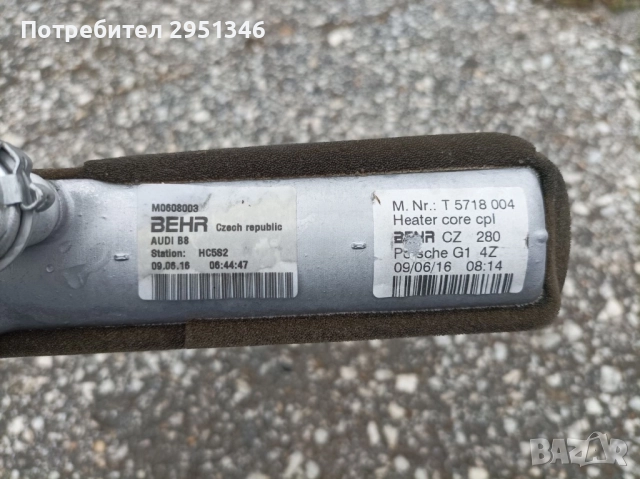 Потребител 2951346
M0608003
BEHR Czech republic
AUDI B8
Station: HC5S2
09.06.16 06:44:47
M. Nr.: T 5718 004
Heater core cpl
BEHR CZ 280
Porsche G1 4Z
09/06/16 08:14
BAZAR